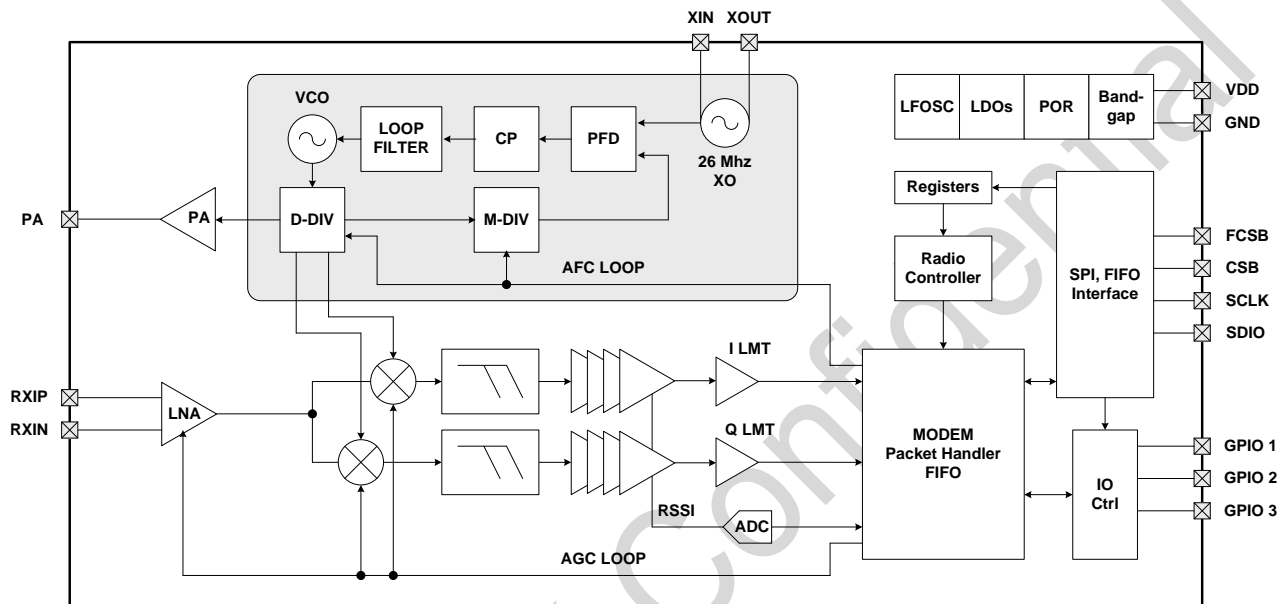 XIN XOUT
VCO
LOOP
FILTER
CP
PFD
26 Mhz
XO
LFOSC
LDOs
POR
Band-
gap
VDD
GND
PA
PA
D-DIV
M-DIV
AFC LOOP
Registers
Radio
Controller
SPI, FIFO
Interface
FCSB
CSB
SCLK
SDIO
RXIP
RXIN
LNA
I LMT
Q LMT
RSSI
ADC
AGC LOOP
MODEM
Packet Handler
FIFO
IO
Ctrl
GPIO 1
GPIO 2
GPIO 3
Confidential